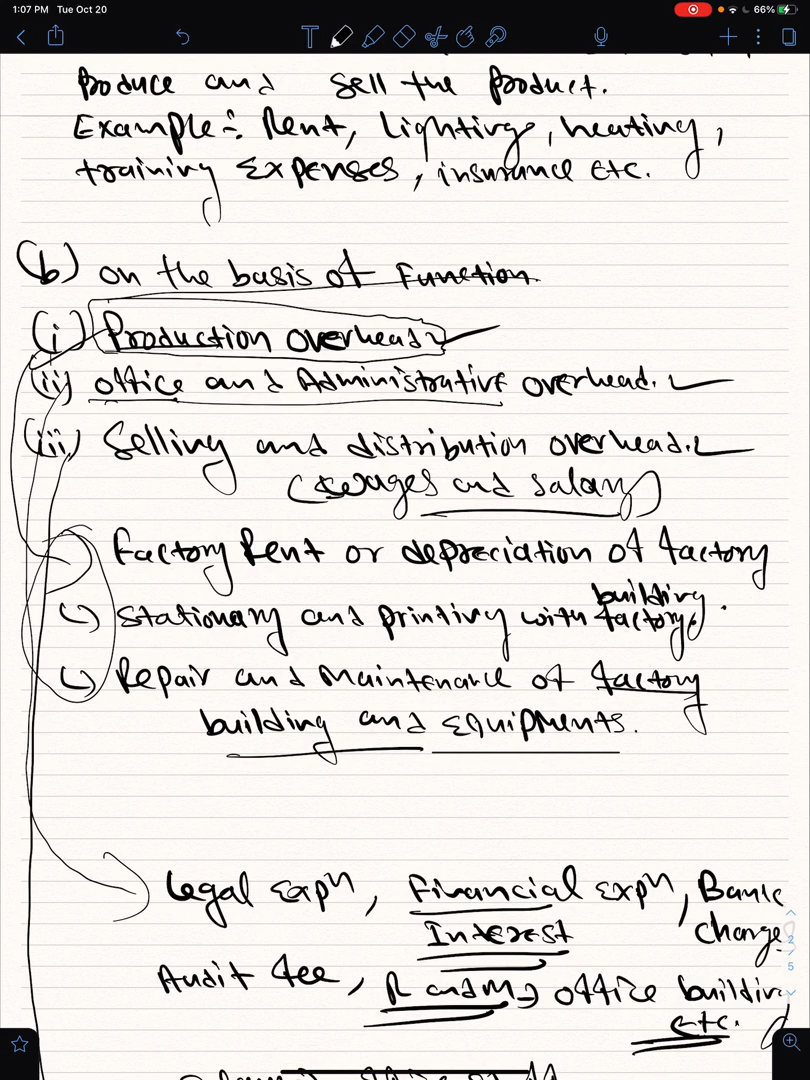 1:07 PM Tue Oct 20
66%
Produce and sell the product.
Example:- Rent, Lighting, heating,
training Expenses, insurance Etc.
(b) on the basis of Function
(i) Production overhead
(ii) office and Administrative overhead.
(iii) Selling and distribution overhead.
(wages and salary)
Factory Rent or depreciation of factory
building
Stationary and printing with factory.
Repair and Maintenance of factory
building and Equipments.
Legal Expn, Financial Expn, Bank
Interest charge
Audit fee, R and M → office building
etc.
2
/
5